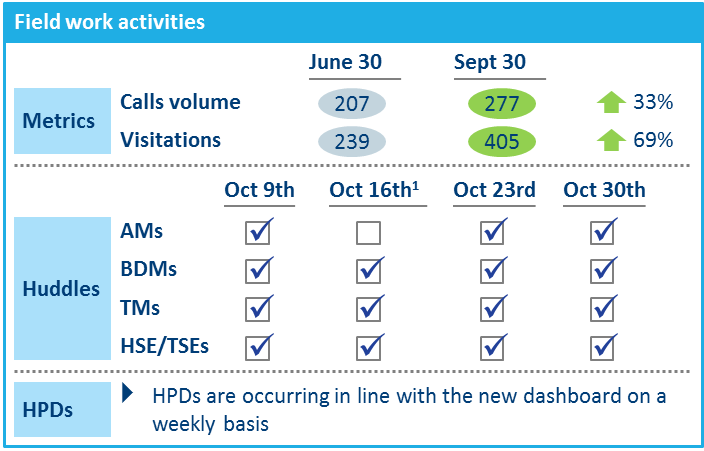 Field work activities
June 30 Sept 30
Metrics
Calls volume 207 277 33%
Visitations 239 405 69%
Oct 9th Oct 16th¹ Oct 23rd Oct 30th
Huddles
AMs
BDMs
TMs
HSE/TSEs
HPDs
HPDs are occurring in line with the new dashboard on a
weekly basis